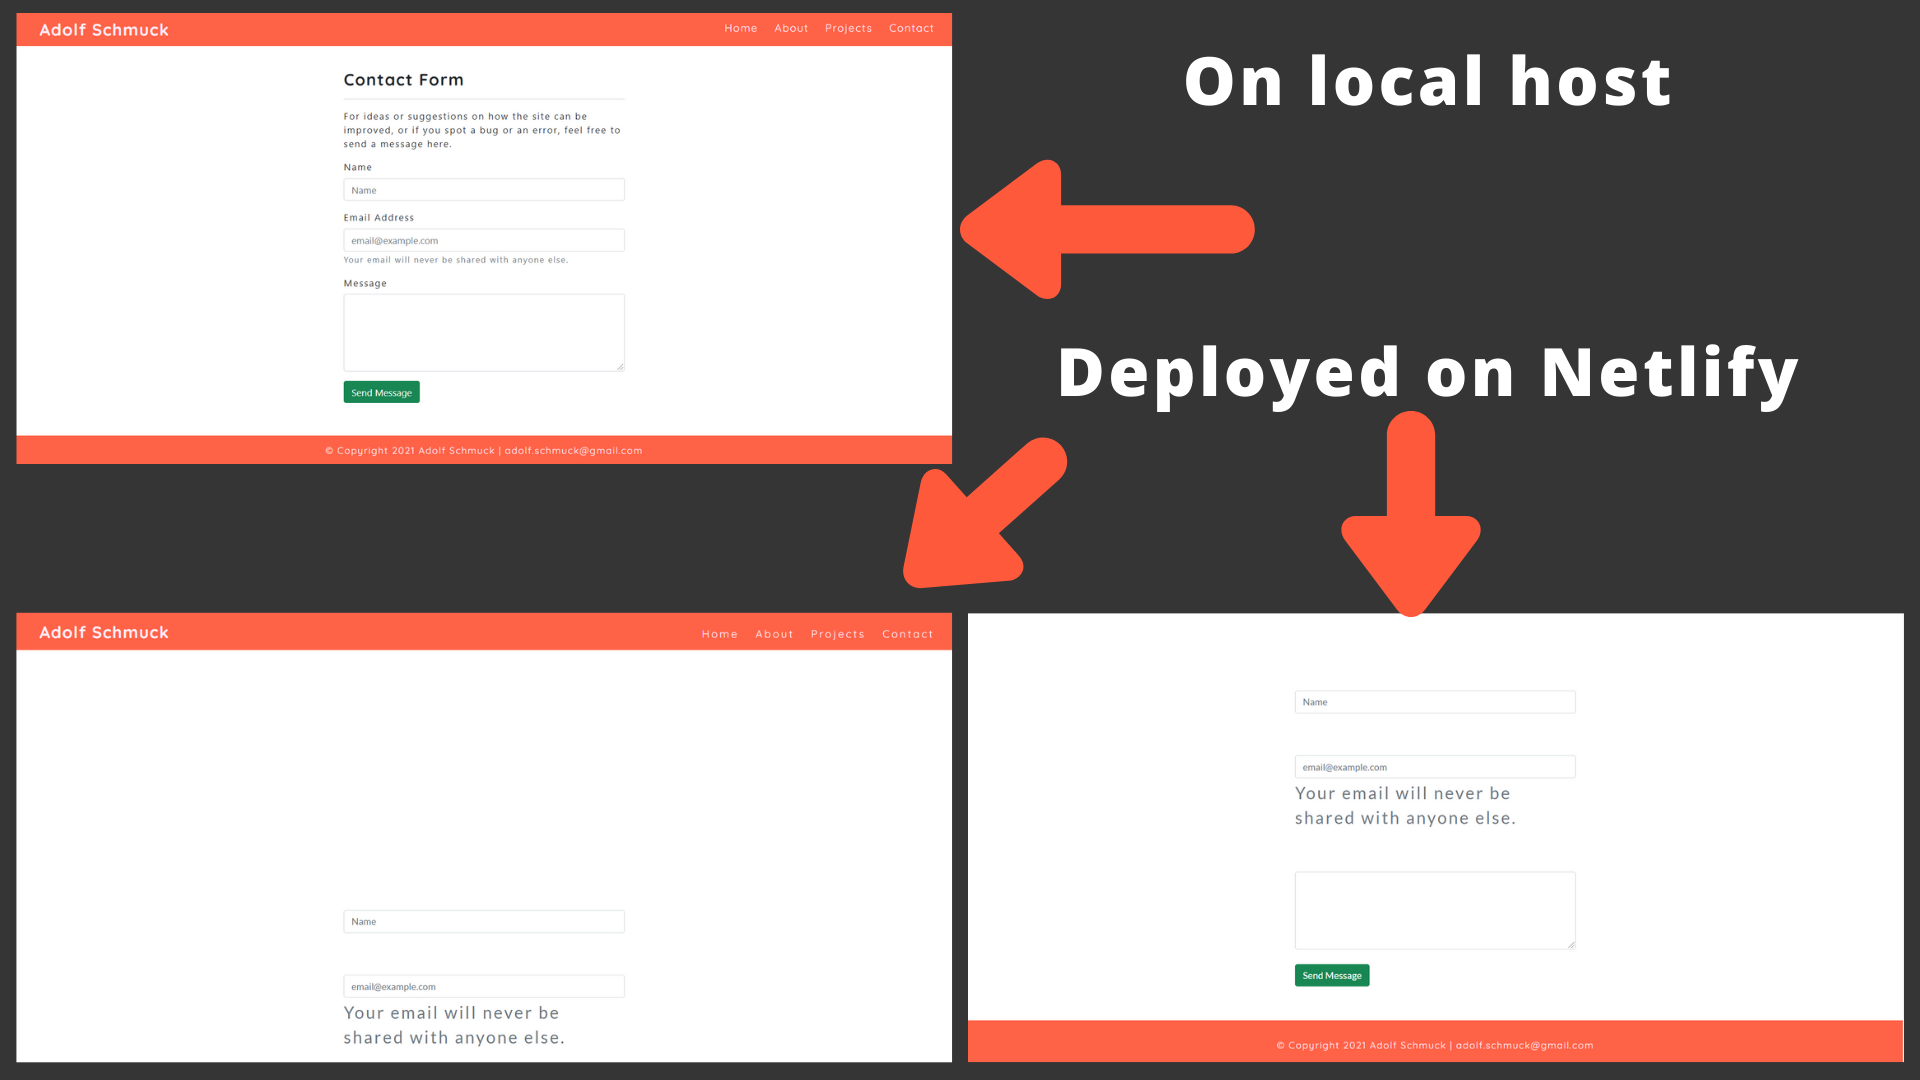 Adolf Schmuck
Home About Projects Contact
On local host
Contact Form
For ideas or suggestions on how the site can be
improved, or if you spot a bug or an error, feel free to
send a message here.
Name
Name
Email Address
email@example.com
Your email will never be shared with anyone else.
Message
Send Message
© Copyright 2021 Adolf Schmuck | adolf.schmuck@gmail.com
Deployed on Netlify
Adolf Schmuck
Home About Projects Contact
Name
email@example.com
Your email will never be
shared with anyone else.
Name
email@example.com
Your email will never be
shared with anyone else.
Send Message
© Copyright 2021 Adolf Schmuck | adolf.schmuck@gmail.com